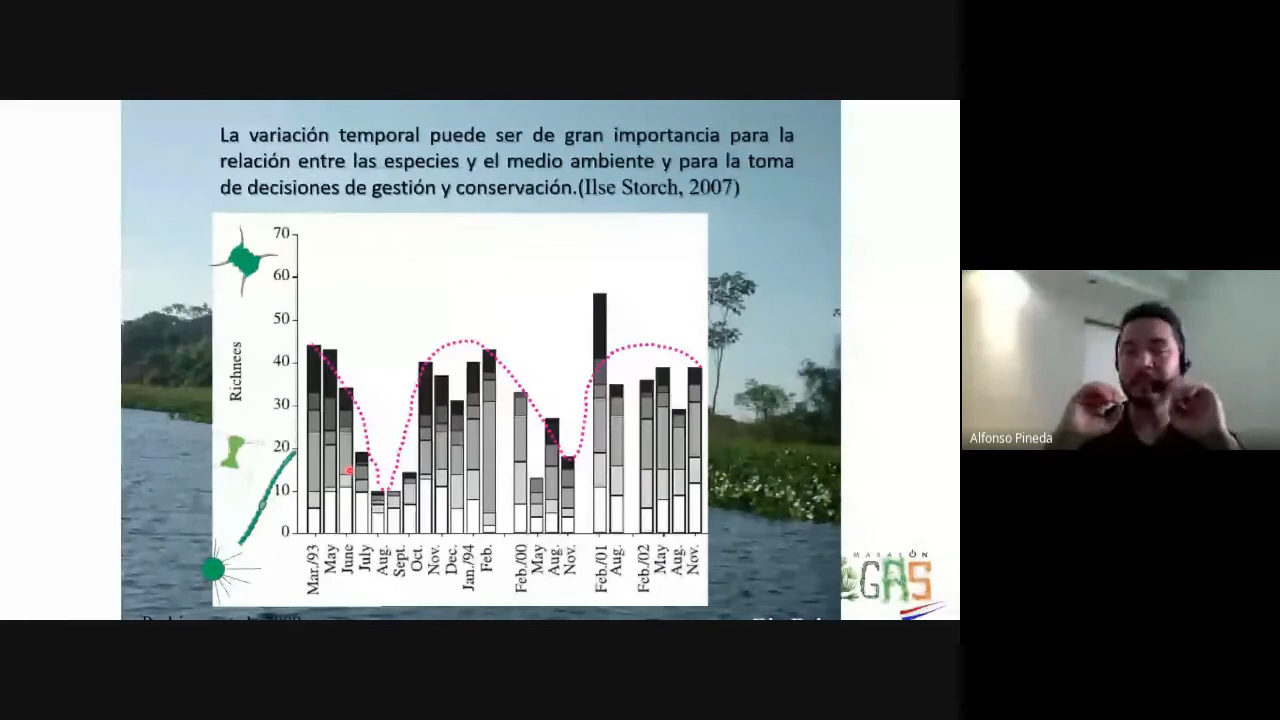 La variación temporal puede ser de gran importancia para la
relación entre las especies y el medio ambiente y para la toma
de decisiones de gestión y conservación.(Ilse Storch, 2007)
70
60
50
40
30
20
10
0
Richnees
Mar./93
May
June
July
Aug.
Sept.
Oct.
Nov.
Dec.
Jan./94
Feb.
Feb./00
May
Aug.
Nov.
Feb./01
Aug.
Feb./02
May
Aug.
Nov.
Alfonso Pineda
MARATÓN
GAS